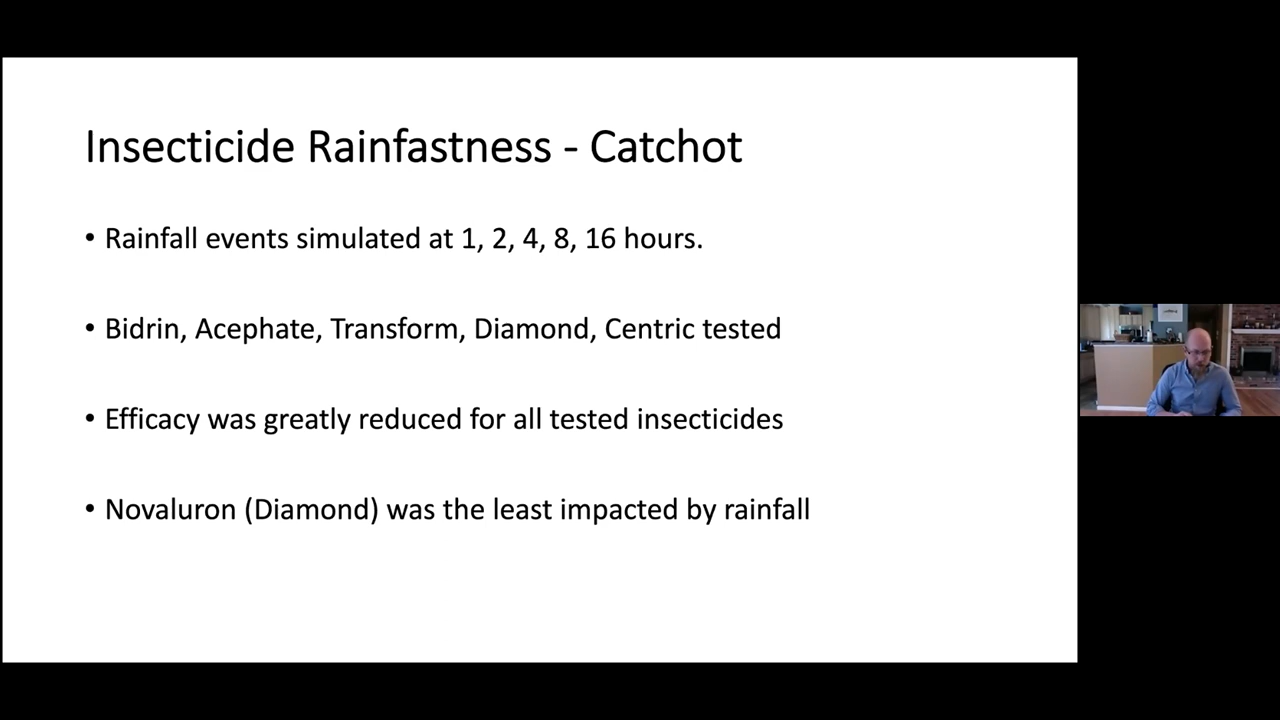 Insecticide Rainfastness - Catchot
• Rainfall events simulated at 1, 2, 4, 8, 16 hours.
• Bidrin, Acephate, Transform, Diamond, Centric tested
• Efficacy was greatly reduced for all tested insecticides
• Novaluron (Diamond) was the least impacted by rainfall